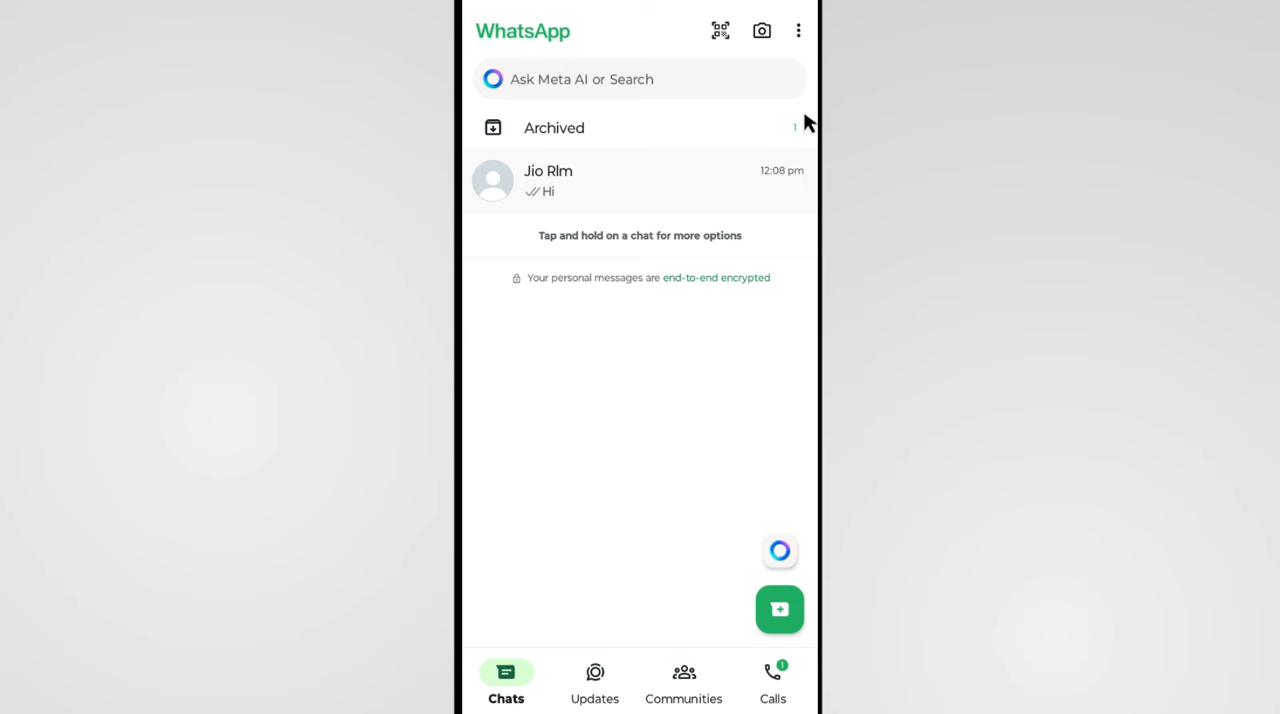 WhatsApp
Ask Meta AI or Search
Archived 1
Jio Rlm 12:08 pm
Hi
Tap and hold on a chat for more options
Your personal messages are end-to-end encrypted
1
Chats Updates Communities Calls